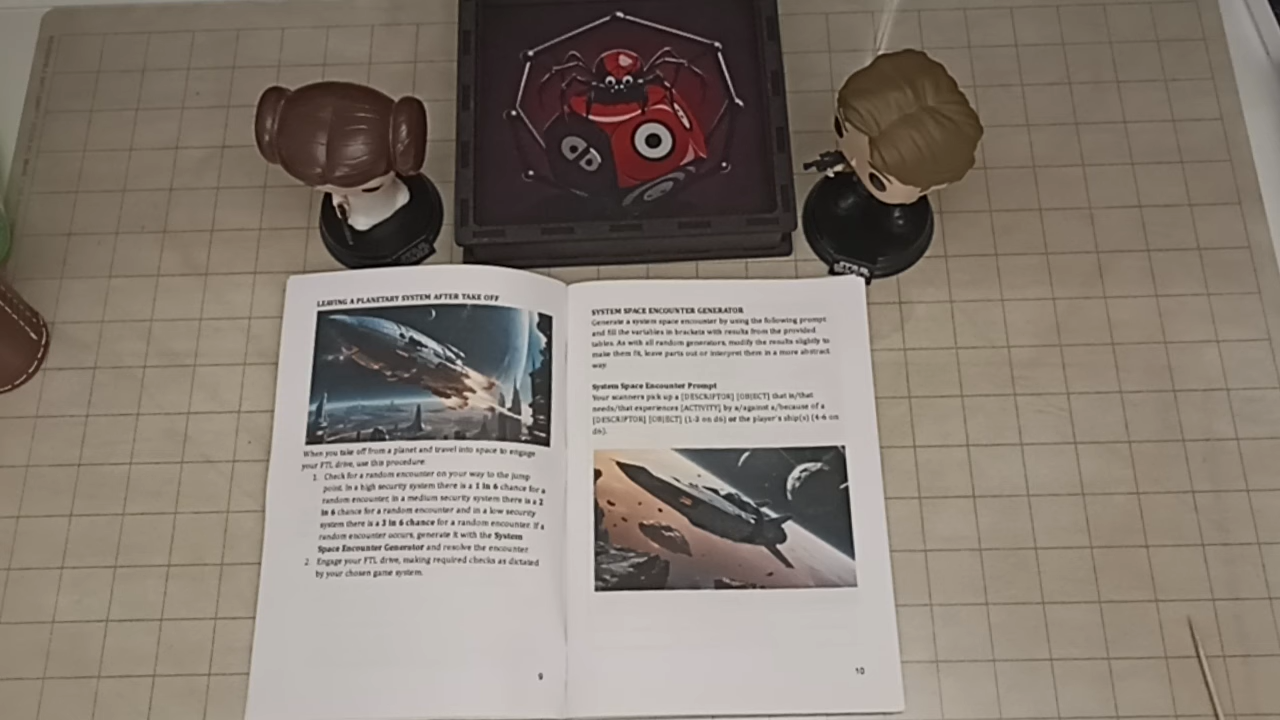 LEAVING A PLANETARY SYSTEM AFTER TAKE OFF
When you take off from a planet and travel into space to engage
your FTL drive, use this procedure:
1. Check for a random encounter on your way to the jump
point. In a high security system there is a 1 in 6 chance for a
random encounter, in a medium security system there is a 2
in 6 chance for a random encounter and in a low security
system there is a 3 in 6 chance for a random encounter. If a
random encounter occurs, generate it with the System
Space Encounter Generator and resolve the encounter.
2. Engage your FTL drive, making required checks as dictated
by your chosen game system.
9
SYSTEM SPACE ENCOUNTER GENERATOR
Generate a system space encounter by using the following prompt
and fill the variables in brackets with results from the provided
tables. As with all random generators, modify the results slightly to
make them fit, leave parts out or interpret them in a more abstract
way.
System Space Encounter Prompt
Your scanners pick up a [DESCRIPTOR] [OBJECT] that is/that
needs/that experiences [ACTIVITY] by a/against a/because of a
[DESCRIPTOR] [OBJECT] (1-3 on d6) or the player's ship(s) (4-6 on
d6).
10
STAR